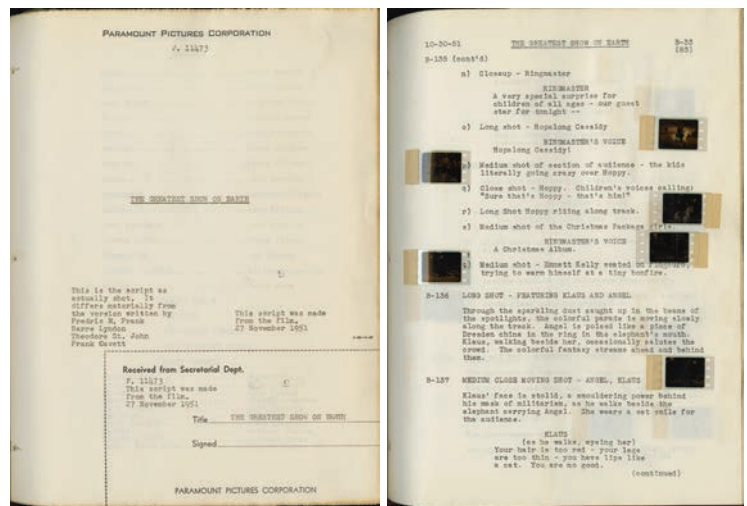 PARAMOUNT PICTURES CORPORATION
P. 11473
THE GREATEST SHOW ON EARTH
This is the script as
actually shot. It
differs materially from
the version written by
Fredric M. Frank
Barre Lyndon
Theodore St. John
Frank Cavett
This script was made
from the film,
27 November 1951
Received from Secretarial Dept.
P. 11473
This script was made
from the film.
27 November 1951
Title THE GREATEST SHOW ON EARTH
Signed
PARAMOUNT PICTURES CORPORATION
10-30-51 THE GREATEST SHOW ON EARTH B-33
(83)
B-135 (cont'd)
n) Closeup - Ringmaster
RINGMASTER
A very special surprise for
children of all ages - our guest
star for tonight --
o) Long shot - Hopalong Cassidy
RINGMASTER'S VOICE
Hopalong Cassidy!
p) Medium shot of section of audience - the kids
literally going crazy over Hoppy.
q) Close shot - Hoppy. Children's voices calling:
"Sure that's Hoppy - that's him!"
r) Long Shot Hoppy riding along track.
s) Medium shot of the Christmas Package girls.
RINGMASTER'S VOICE
A Christmas Album.
t) Medium shot - Emmett Kelly seated on
trying to warm himself at a tiny bonfire.
B-136 LONG SHOT - FEATURING KLAUS AND ANGEL
Through the sparkling dust caught up in the beams of
the spotlights, the colorful parade is moving slowly
along the track. Angel is poised like a piece of
Dresden china in the ring in the elephant's mouth.
Klaus, walking beside her, occasionally salutes the
crowd. The colorful fantasy streams ahead and behind
them.
B-137 MEDIUM CLOSE MOVING SHOT - ANGEL, KLAUS
Klaus' face is stolid, a smouldering power behind
his mask of militarism, as he walks beside the
elephant carrying Angel. She wears a set smile for
the audience.
KLAUS
(as he walks, eyeing her)
Your hair is too red - your legs
are too thin - you have lips like
a cat. You are no good.
(continued)